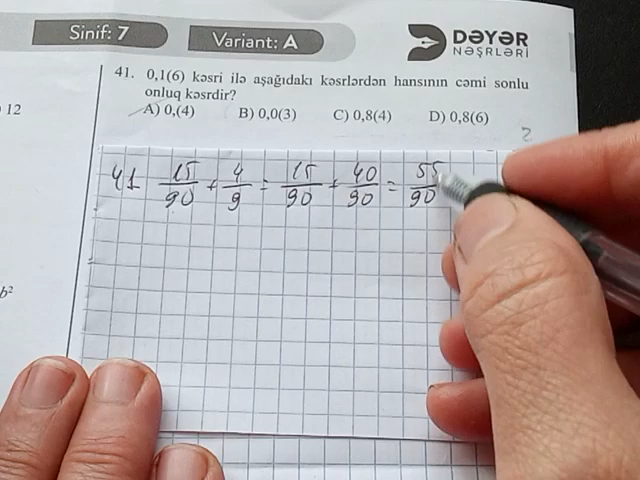 Sinif: 7
Variant: A
DƏYƏR
NƏŞRLƏRİ
41. 0,1(6) kəsri ilə aşağıdakı kəsrlərdən hansının cəmi sonlu
onluq kəsrdir?
A) 0,(4) B) 0,0(3) C) 0,8(4) D) 0,8(6)
12
b²
2
41 15/90 + 4/9 = 15/90 + 40/90 = 55/90